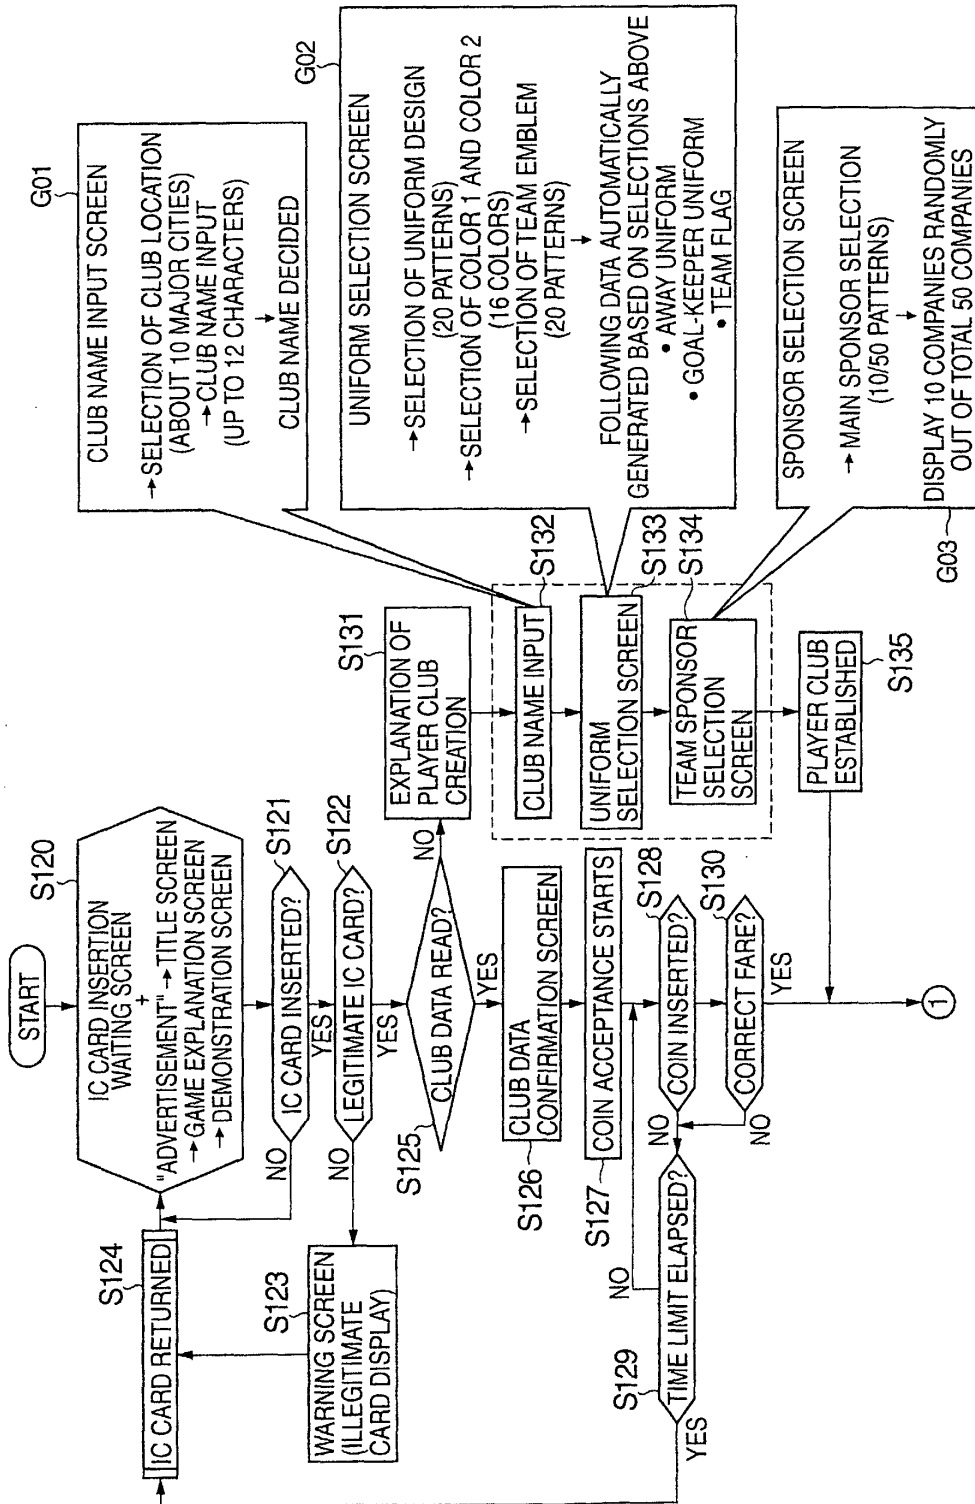 START
S120
IC CARD INSERTION
WAITING SCREEN
+
"ADVERTISEMENT"→TITLE SCREEN
→GAME EXPLANATION SCREEN
→DEMONSTRATION SCREEN
S124
IC CARD RETURNED
S121
IC CARD INSERTED?
NO
YES
S122
LEGITIMATE IC CARD?
NO
YES
S123
WARNING SCREEN
(ILLEGITIMATE
CARD DISPLAY)
S125
CLUB DATA READ?
NO
YES
S126
CLUB DATA
CONFIRMATION SCREEN
S127
COIN ACCEPTANCE STARTS
S128
COIN INSERTED?
NO
S129
TIME LIMIT ELAPSED?
NO
YES
S130
CORRECT FARE?
NO
YES
1
S131
EXPLANATION OF
PLAYER CLUB
CREATION
S132
CLUB NAME INPUT
S133
UNIFORM
SELECTION SCREEN
S134
TEAM SPONSOR
SELECTION
SCREEN
S135
PLAYER CLUB
ESTABLISHED
G01
CLUB NAME INPUT SCREEN
→SELECTION OF CLUB LOCATION
(ABOUT 10 MAJOR CITIES)
→CLUB NAME INPUT
(UP TO 12 CHARACTERS)
→
CLUB NAME DECIDED
G02
UNIFORM SELECTION SCREEN
→SELECTION OF UNIFORM DESIGN
(20 PATTERNS)
→SELECTION OF COLOR 1 AND COLOR 2
(16 COLORS)
→SELECTION OF TEAM EMBLEM
(20 PATTERNS)
→
FOLLOWING DATA AUTOMATICALLY
GENERATED BASED ON SELECTIONS ABOVE
• AWAY UNIFORM
• GOAL-KEEPER UNIFORM
• TEAM FLAG
G03
SPONSOR SELECTION SCREEN
→ MAIN SPONSOR SELECTION
(10/50 PATTERNS)
→
DISPLAY 10 COMPANIES RANDOMLY
OUT OF TOTAL 50 COMPANIES